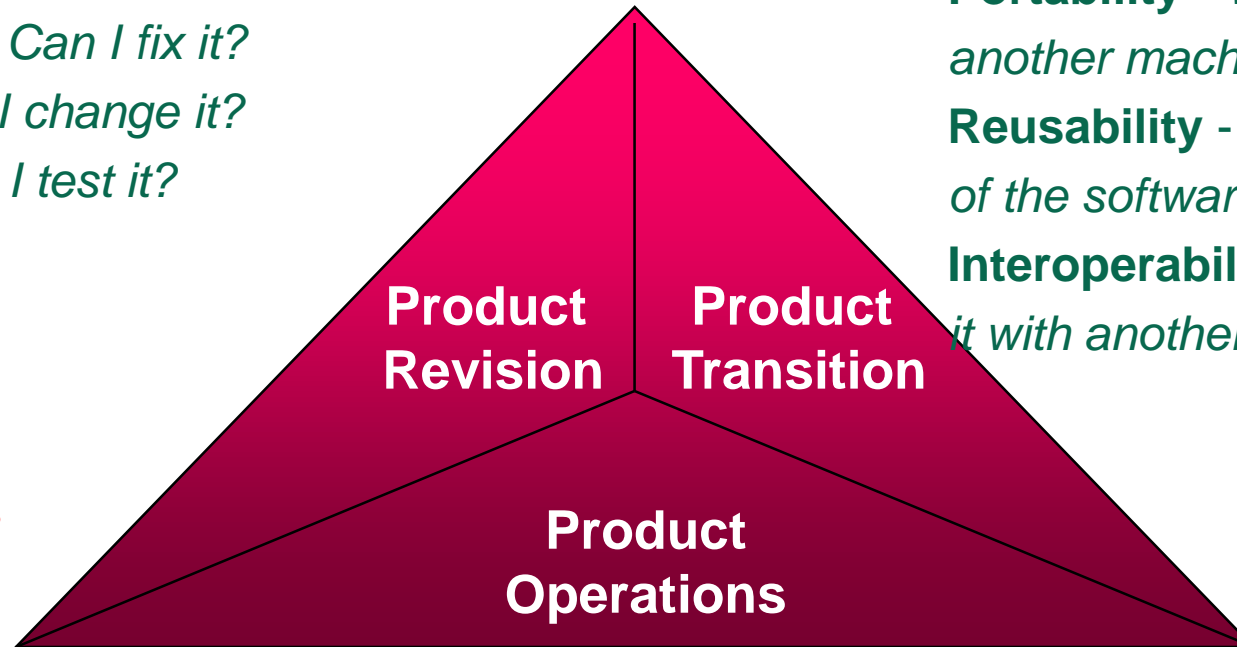 Can I fix it?
I change it?
I test it?
Portability -
another mach
Reusability -
of the softwar
Interoperabil
it with another
Product
Revision
Product
Transition
Product
Operations